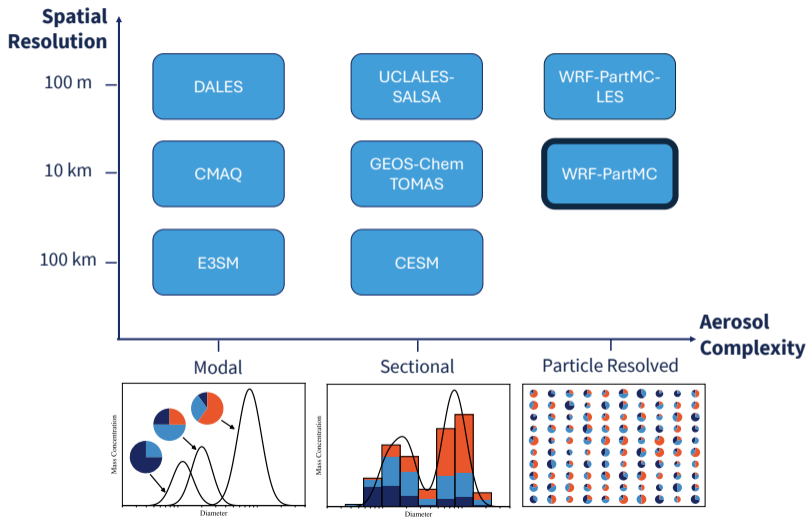 Spatial
Resolution
100 m
DALES
UCLALES-
SALSA
WRF-PartMC-
LES
10 km
CMAQ
GEOS-Chem
TOMAS
WRF-PartMC
100 km
E3SM
CESM
Aerosol
Complexity
Modal
Sectional
Particle Resolved
Mass Concentration
Diameter
Mass Concentration
Diameter